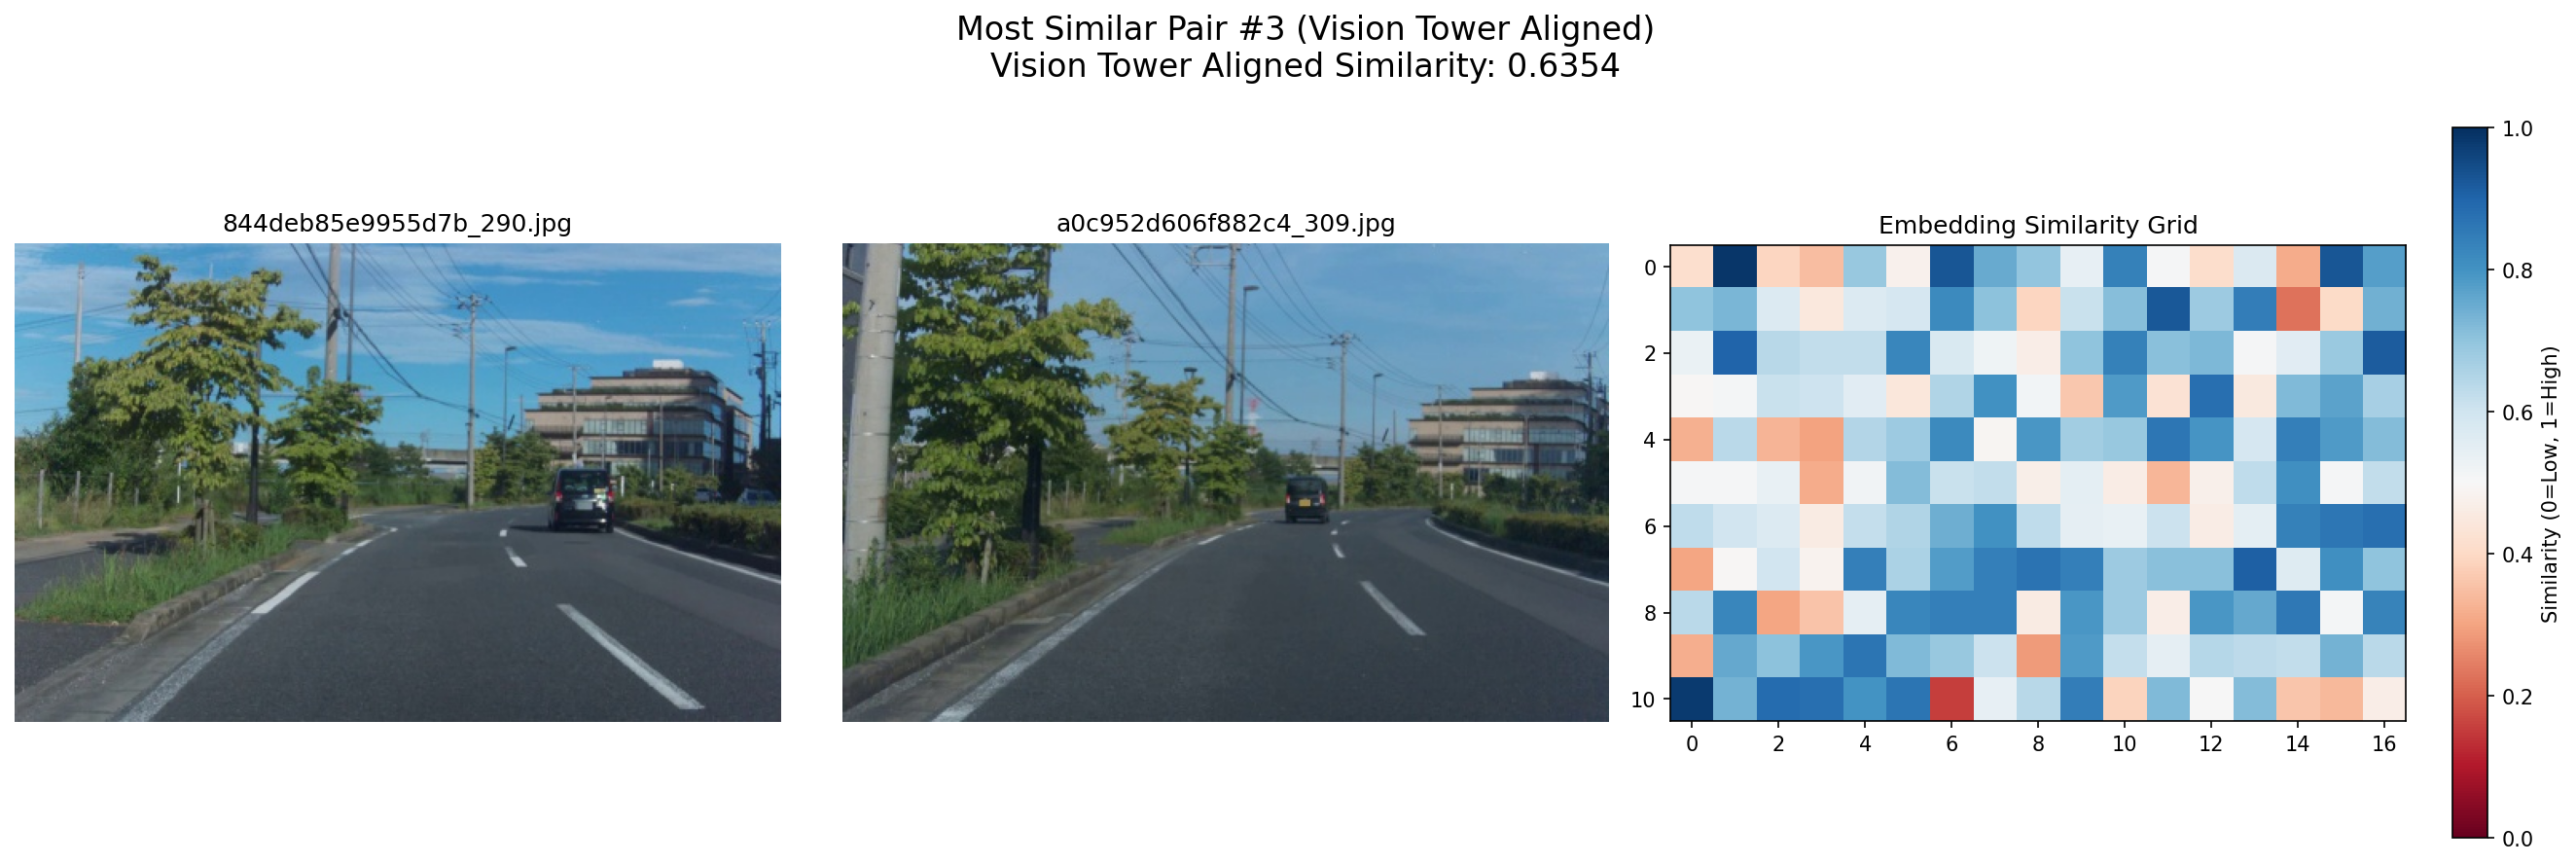 Most Similar Pair #3 (Vision Tower Aligned)
Vision Tower Aligned Similarity: 0.6354
844deb85e9955d7b_290.jpg
a0c952d606f882c4_309.jpg
Embedding Similarity Grid
0
2
4
6
8
10
0 2 4 6 8 10 12 14 16
1.0
0.8
0.6
0.4
0.2
0.0
Similarity (0=Low, 1=High)